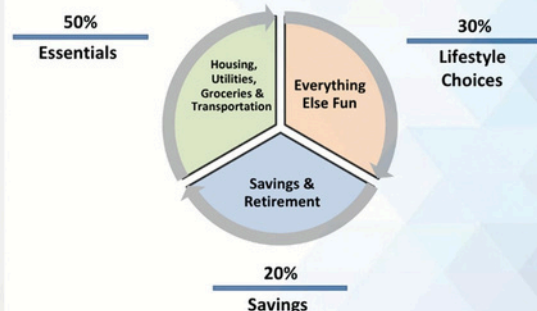 50%
Essentials
30%
Lifestyle
Choices
Housing,
Utilities,
Groceries &
Transportation
Everything
Else Fun
Savings &
Retirement
20%
Savings